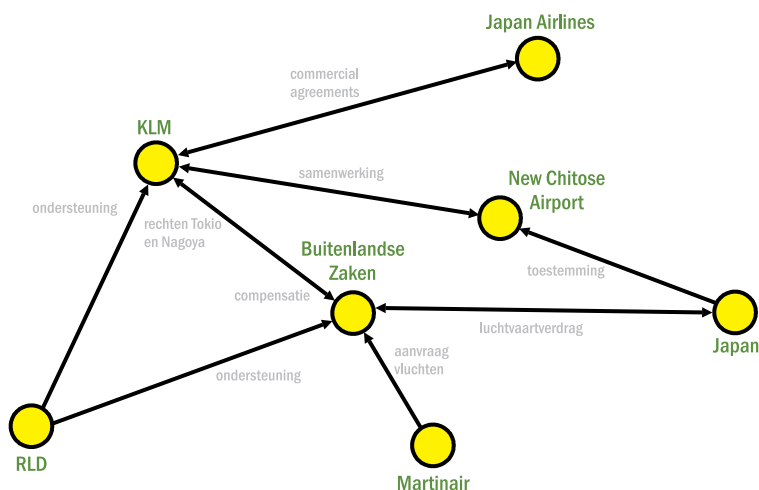 Japan Airlines
commercial
agreements
KLM
samenwerking
New Chitose
Airport
ondersteuning
rechten Tokio
en Nagoya
Buitenlandse
Zaken
toestemming
compensatie
luchtvaartverdrag
Japan
aanvraag
vluchten
ondersteuning
RLD
Martinair